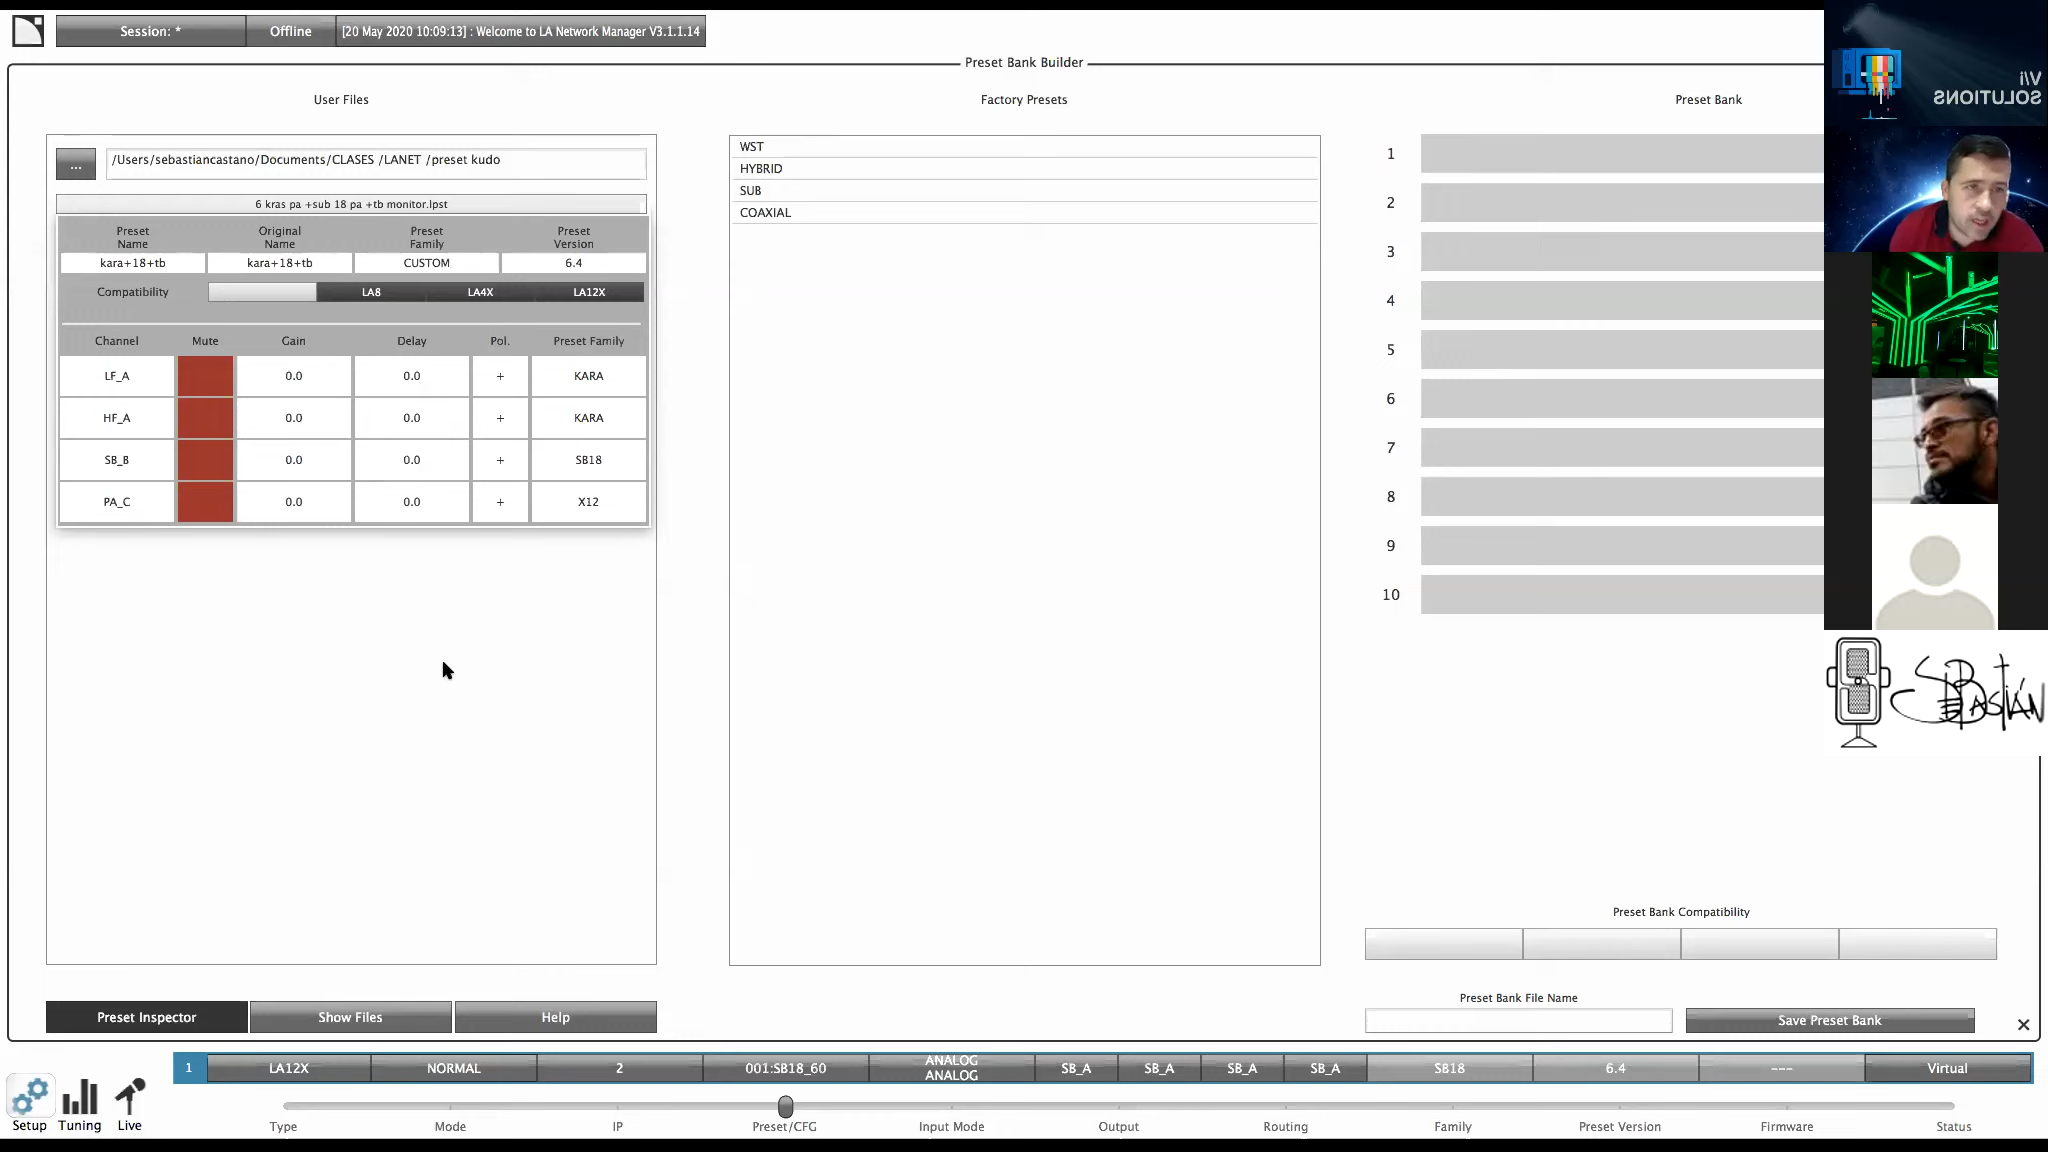 Session: *
Offline
[20 May 2020 10:09:13] : Welcome to LA Network Manager V3.1.1.14
Preset Bank Builder
User Files
Factory Presets
Preset Bank
...
/Users/sebastiancastano/Documents/CLASES /LANET /preset kudo
6 kras pa +sub 18 pa +tb monitor.lpst
Preset Name
Original Name
Preset Family
Preset Version
kara+18+tb
kara+18+tb
CUSTOM
6.4
Compatibility
LA8
LA4X
LA12X
Channel
Mute
Gain
Delay
Pol.
Preset Family
LF_A
0.0
0.0
+
KARA
HF_A
0.0
0.0
+
KARA
SB_B
0.0
0.0
+
SB18
PA_C
0.0
0.0
+
X12
WST
HYBRID
SUB
COAXIAL
1
2
3
4
5
6
7
8
9
10
Preset Bank Compatibility
Preset Bank File Name
Save Preset Bank
Preset Inspector
Show Files
Help
1
LA12X
NORMAL
2
001:SB18_60
ANALOG
ANALOG
SB_A
SB_A
SB_A
SB_A
SB18
6.4
---
Virtual
Setup
Tuning
Live
Type
Mode
IP
Preset/CFG
Input Mode
Output
Routing
Family
Preset Version
Firmware
Status
SOLUTIONS
SEBASTIÁN